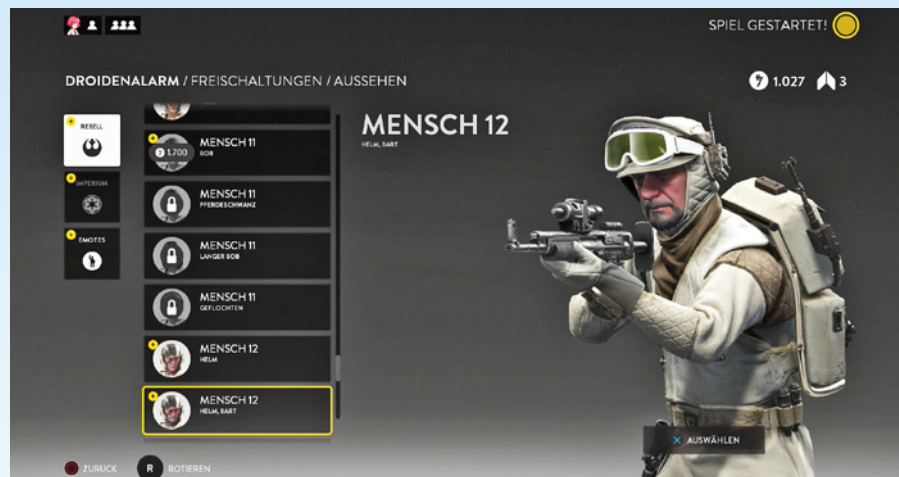 SPIEL GESTARTET!
DROIDENALARM / FREISCHALTUNGEN / AUSSEHEN
1.027
3
REBELL
IMPERIUM
EMOTES
MENSCH 11
BOB
1.700
MENSCH 11
PFERDESCHWANZ
MENSCH 11
LANGER BOB
MENSCH 11
GEFLOCHTEN
MENSCH 12
HELM
MENSCH 12
HELM, BART
MENSCH 12
HELM, BART
AUSWÄHLEN
ZURÜCK
R ROTIEREN